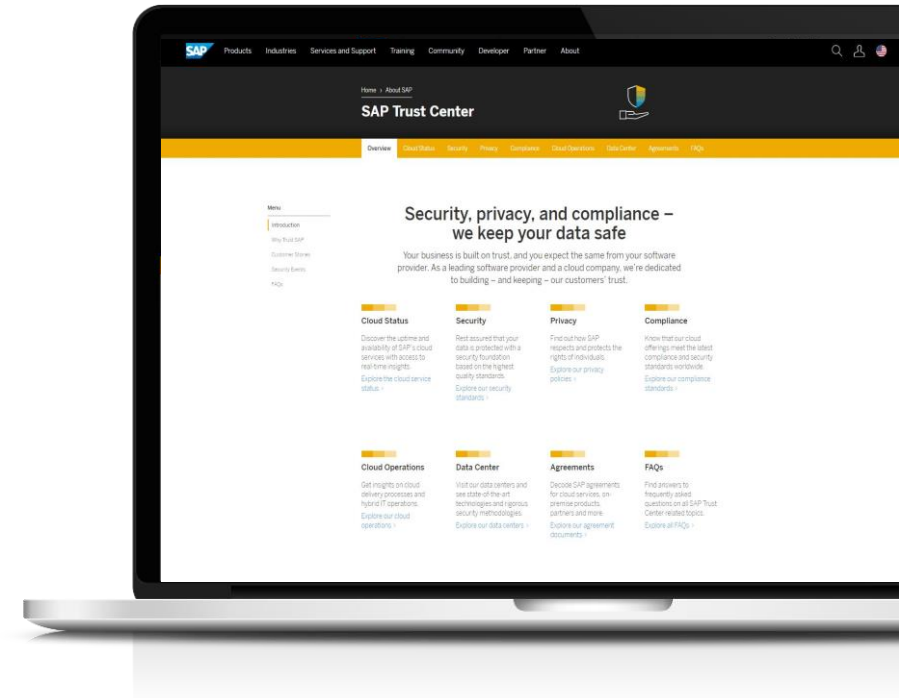 SAP Products Industries Services and Support Training Community Developer Partner About
Home > About SAP
SAP Trust Center
Overview Cloud Status Security Privacy Compliance Cloud Operations Data Center Agreements FAQs
Menu
Introduction
Why Trust SAP
Customer Stories
Security Events
FAQs
Security, privacy, and compliance –
we keep your data safe
Your business is built on trust, and you expect the same from your software
provider. As a leading software provider and a cloud company, we're dedicated
to building – and keeping – our customers' trust.
Cloud Status
Discover the uptime and
availability of SAP's cloud
services with access to
real-time insights.
Explore the cloud service
status >
Security
Rest assured that your
data is protected with a
security foundation
based on the highest
quality standards.
Explore our security
standards >
Privacy
Find out how SAP
respects and protects the
rights of individuals.
Explore our privacy
policies >
Compliance
Know that our cloud
offerings meet the latest
compliance and security
standards worldwide.
Explore our compliance
standards >
Cloud Operations
Get insights on cloud
delivery processes and
hybrid IT operations.
Explore our cloud
operations >
Data Center
Visit our data centers and
see state-of-the-art
technologies and rigorous
security methodologies.
Explore our data centers >
Agreements
Decode SAP agreements
for cloud services, on-
premise products,
partners and more.
Explore our agreement
documents >
FAQs
Find answers to
frequently asked
questions on all SAP Trust
Center related topics.
Explore all FAQs >